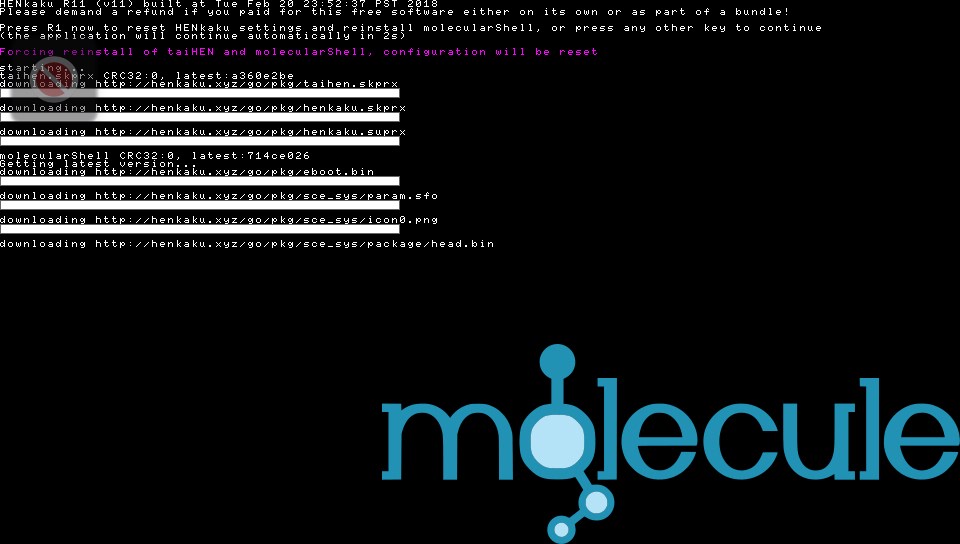 HENkaku R11 (v11) built at Tue Feb 20 23:52:37 PST 2018
Please demand a refund if you paid for this free software either on its own or as part of a bundle!
Press R1 now to reset HENkaku settings and reinstall molecularShell, or press any other key to continue
(the application will continue automatically in 2s)
Forcing reinstall of taiHEN and molecularShell, configuration will be reset
starting...
taihen.skprx CRC32:0, latest:a360e2be
downloading http://henkaku.xyz/go/pkg/taihen.skprx
downloading http://henkaku.xyz/go/pkg/henkaku.skprx
downloading http://henkaku.xyz/go/pkg/henkaku.suprx
molecularShell CRC32:0, latest:714ce026
Getting latest version...
downloading http://henkaku.xyz/go/pkg/eboot.bin
downloading http://henkaku.xyz/go/pkg/sce_sys/param.sfo
downloading http://henkaku.xyz/go/pkg/sce_sys/icon0.png
downloading http://henkaku.xyz/go/pkg/sce_sys/package/head.bin
molecule